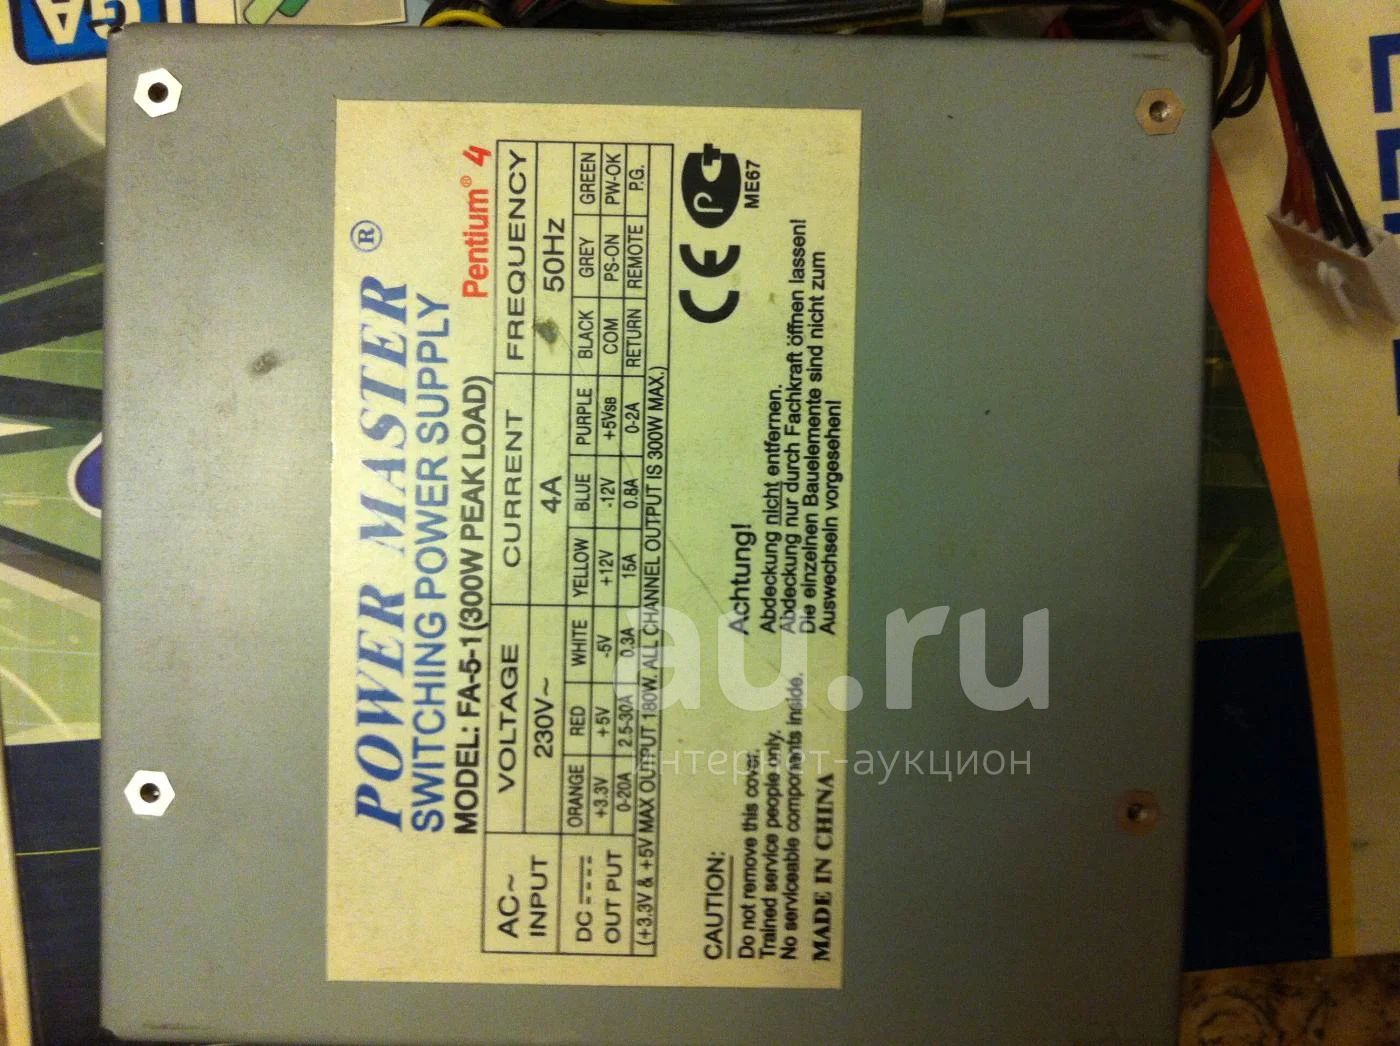 POWER MASTER ®
SWITCHING POWER SUPPLY
MODEL: FA-5-1(300W PEAK LOAD) Pentium® 4
AC~ INPUT VOLTAGE CURRENT FREQUENCY
230V~ 4A 50Hz
DC OUT PUT ORANGE RED WHITE YELLOW BLUE PURPLE BLACK GREY GREEN
+3.3V +5V -5V +12V -12V +5VSB COM PS-ON PW-OK
0-20A 2.5-30A 0.3A 15A 0.8A 0-2A RETURN REMOTE P.G.
(+3.3V & +5V MAX OUTPUT 180W. ALL CHANNEL OUTPUT IS 300W MAX.)
CE PG
ME67
CAUTION:
Do not remove this cover.
Trained service people only.
No serviceable components inside.
MADE IN CHINA
Achtung!
Abdeckung nicht entfernen.
Abdeckung nur durch Fachkraft öffnen lassen!
Die einzelnen Bauelemente sind nicht zum
Auswechseln vorgesehen!
au.ru
интернет-аукцион